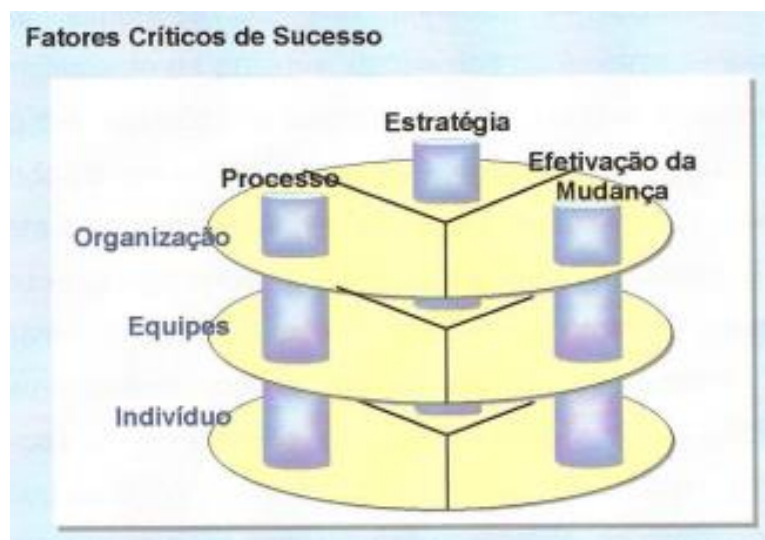 Fatores Críticos de Sucesso
Estratégia
Processo
Efetivação da
Mudança
Organização
Equipes
Indivíduo